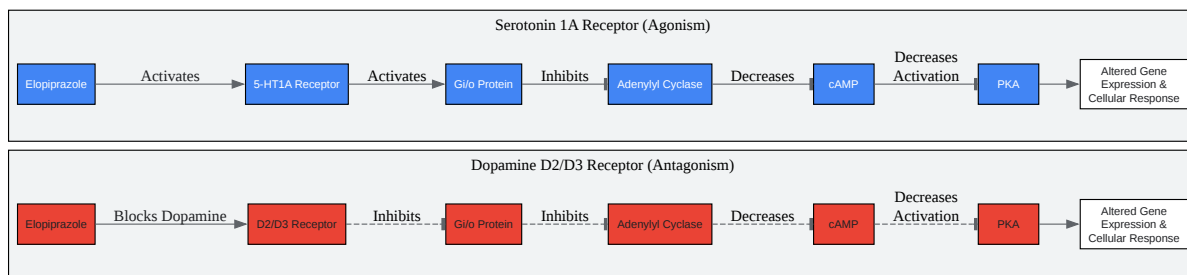 Serotonin 1A Receptor (Agonism)
Elopiprazole
Activates
5-HT1A Receptor
Activates
Gi/o Protein
Inhibits
Adenylyl Cyclase
Decreases
cAMP
Decreases
Activation
PKA
Altered Gene
Expression &
Cellular Response
Dopamine D2/D3 Receptor (Antagonism)
Elopiprazole
Blocks Dopamine
D2/D3 Receptor
Inhibits
Gi/o Protein
Inhibits
Adenylyl Cyclase
Decreases
cAMP
Decreases
Activation
PKA
Altered Gene
Expression &
Cellular Response